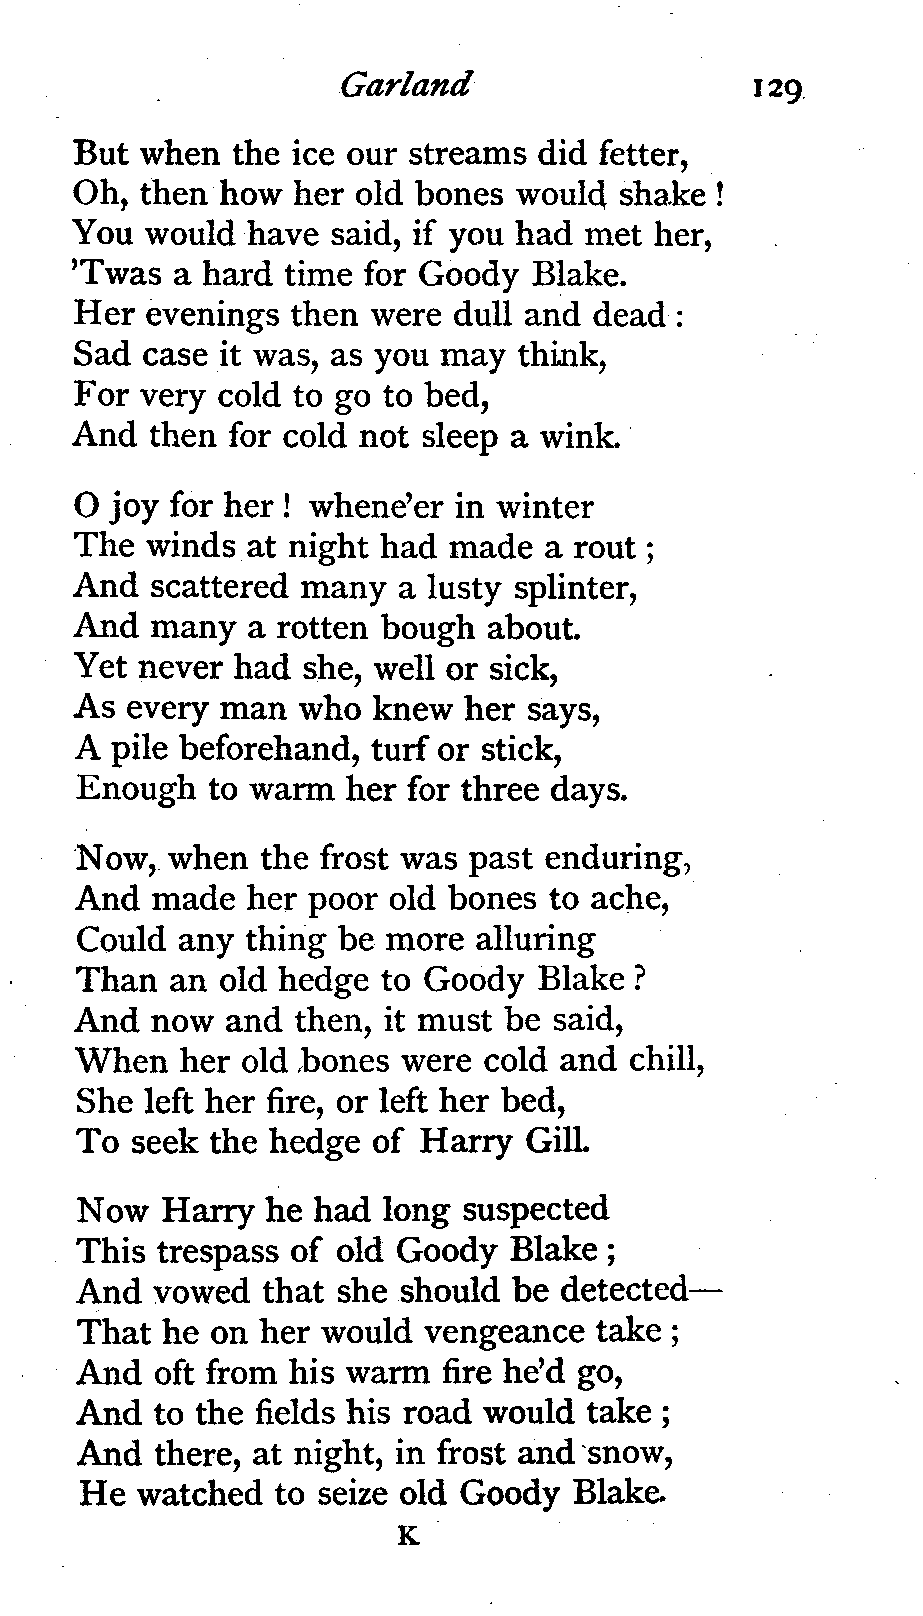 Garland 129
But when the ice our streams did fetter,
Oh, then how her old bones would shake !
You would have said, if you had met her,
’Twas a hard time for Goody Blake.
Her evenings then were dull and dead :
Sad case it was, as you may think,
For very cold to go to bed,
And then for cold not sleep a wink.
O joy for her ! whene’er in winter
The winds at night had made a rout ;
And scattered many a lusty splinter,
And many a rotten bough about.
Yet never had she, well or sick,
As every man who knew her says,
A pile beforehand, turf or stick,
Enough to warm her for three days.
Now, when the frost was past enduring,
And made her poor old bones to ache,
Could any thing be more alluring
Than an old hedge to Goody Blake ?
And now and then, it must be said,
When her old bones were cold and chill,
She left her fire, or left her bed,
To seek the hedge of Harry Gill.
Now Harry he had long suspected
This trespass of old Goody Blake ;
And vowed that she should be detected—
That he on her would vengeance take ;
And oft from his warm fire he’d go,
And to the fields his road would take ;
And there, at night, in frost and snow,
He watched to seize old Goody Blake.
K